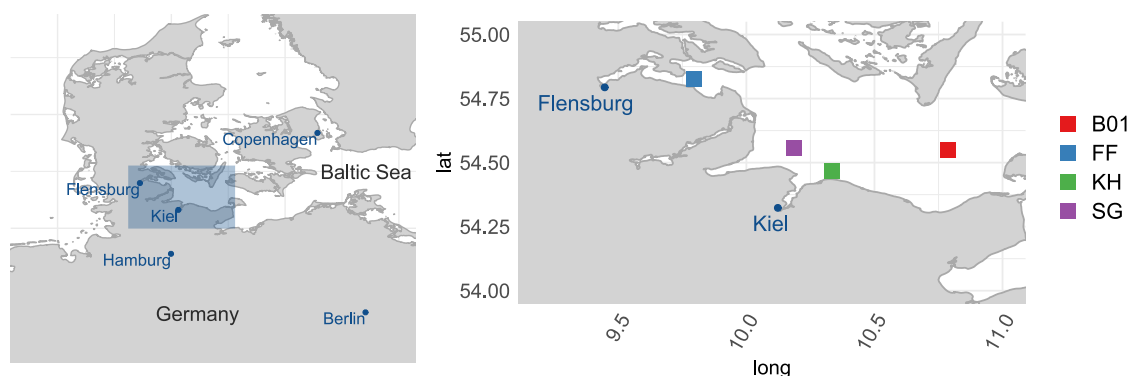 Copenhagen
Baltic Sea
Flensburg
Kiel
Hamburg
Germany
Berlin
lat
55.00
54.75
54.50
54.25
54.00
Flensburg
Kiel
9.5
10.0
10.5
11.0
long
B01
FF
KH
SG